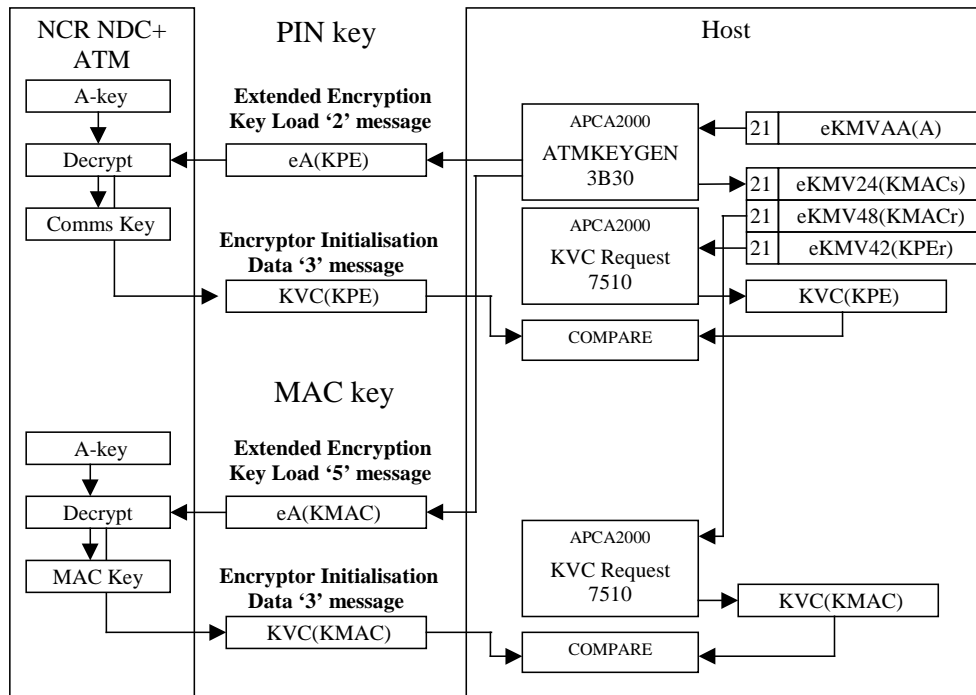 NCR NDC+
ATM
PIN key
Host
A-key
Extended Encryption
Key Load ‘2’ message
APCA2000
ATMKEYGEN
3B30
21 eKMVAA(A)
Decrypt
eA(KPE)
21 eKMV24(KMACs)
Comms Key
21 eKMV48(KMACr)
APCA2000
KVC Request
7510
21 eKMV42(KPEr)
Encryptor Initialisation
Data ‘3’ message
KVC(KPE)
KVC(KPE)
COMPARE
MAC key
A-key
Extended Encryption
Key Load ‘5’ message
Decrypt
eA(KMAC)
APCA2000
KVC Request
7510
MAC Key
Encryptor Initialisation
Data ‘3’ message
KVC(KMAC)
KVC(KMAC)
COMPARE